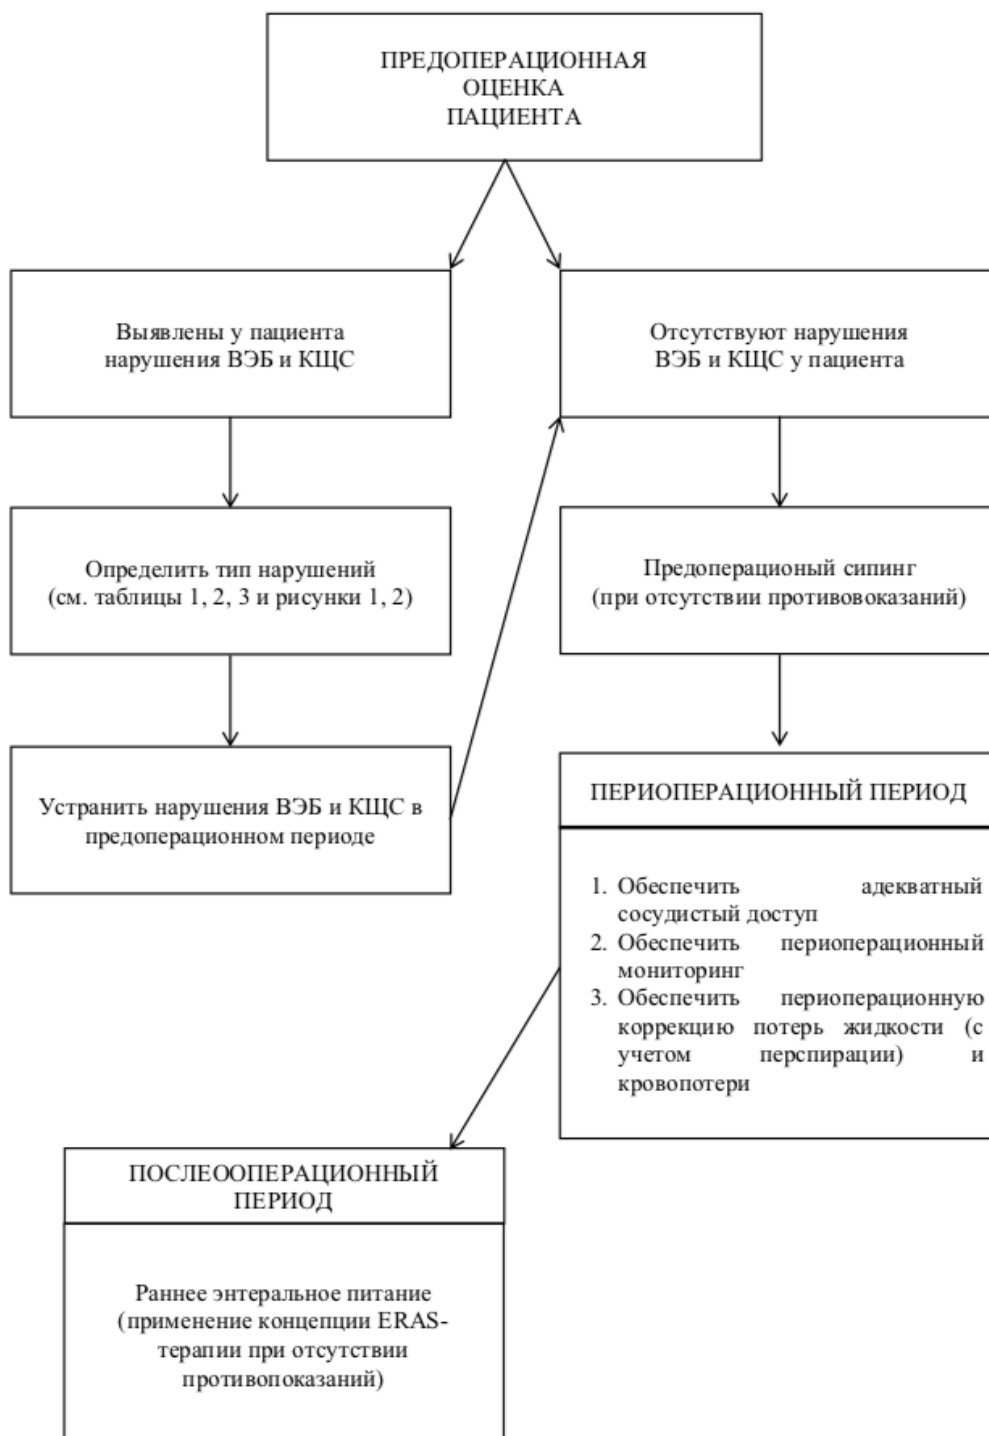 ПРЕДОПЕРАЦИОННАЯ
ОЦЕНКА
ПАЦИЕНТА
Выявлены у пациента
нарушения ВЭБ и КЩС
Отсутствуют нарушения
ВЭБ и КЩС у пациента
Определить тип нарушений
(см. таблицы 1, 2, 3 и рисунки 1, 2)
Предоперационый сипинг
(при отсутствии противовоказаний)
Устранить нарушения ВЭБ и КЩС в
предоперационном периоде
ПЕРИОПЕРАЦИОННЫЙ ПЕРИОД
1. Обеспечить адекватный
сосудистый доступ
2. Обеспечить периоперационный
мониторинг
3. Обеспечить периоперационную
коррекцию потерь жидкости (с
учетом перспирации) и
кровопотери
ПОСЛЕООПЕРАЦИОННЫЙ
ПЕРИОД
Раннее энтеральное питание
(применение концепции ERAS-
терапии при отсутствии
противопоказаний)